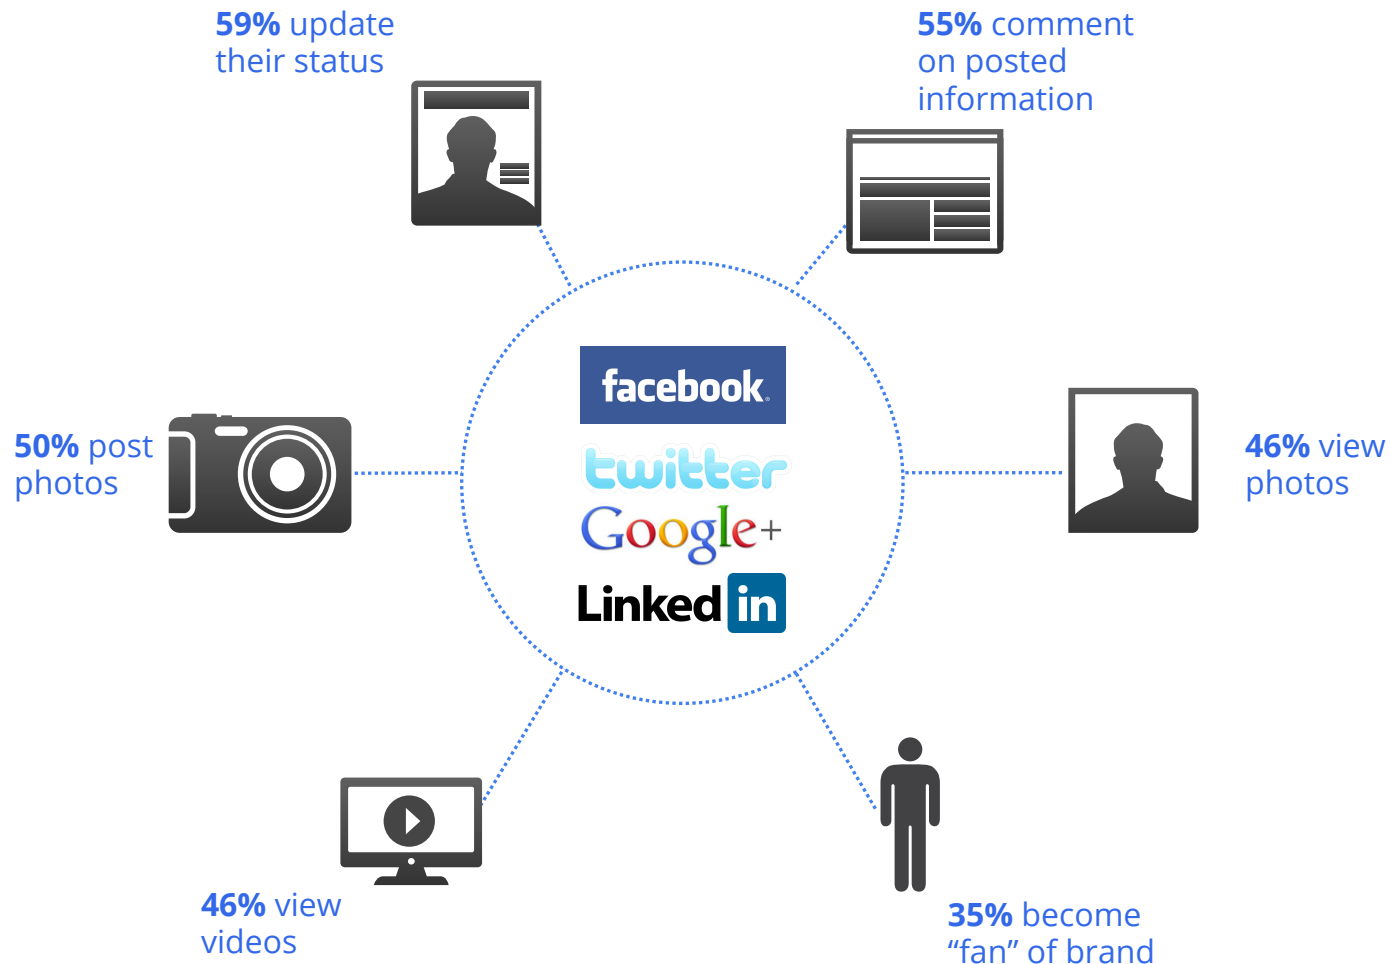 59% update
their status
55% comment
on posted
information
facebook®
twitter
50% post
photos
46% view
photos
Google+
Linked in
46% view
videos
35% become
“fan” of brand